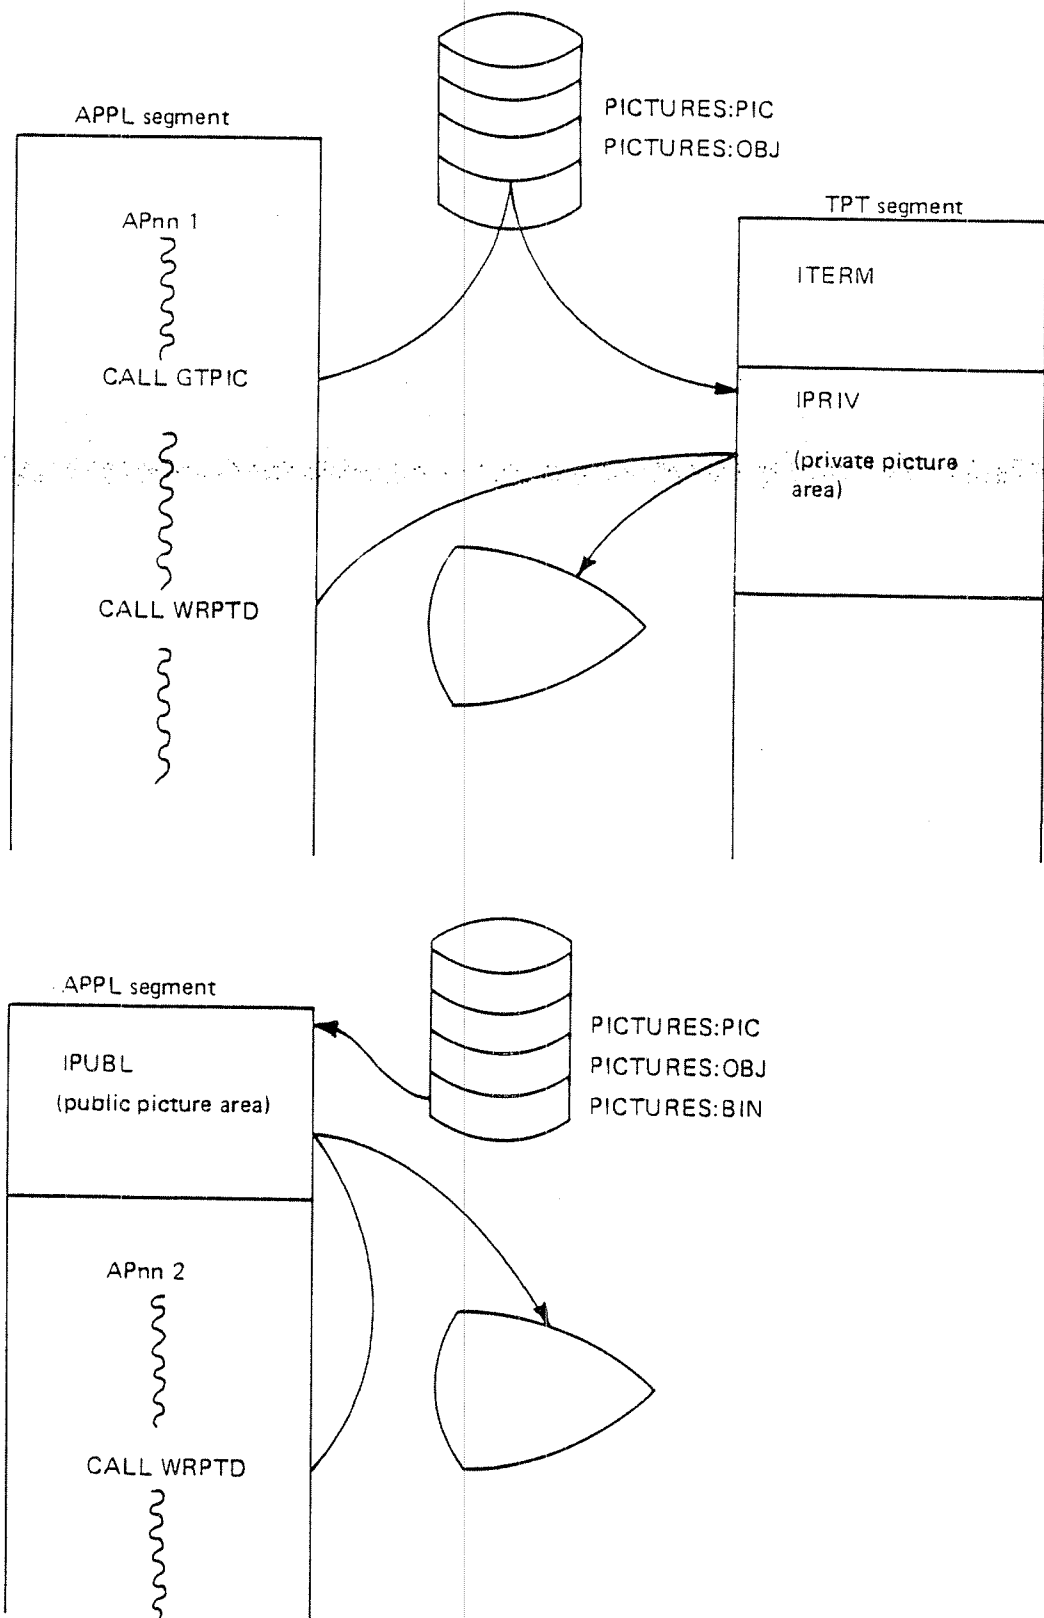 APPL segment
PICTURES:PIC
PICTURES:OBJ
TPT segment
APnn 1
ITERM
CALL GTPIC
IPRIV
(private picture
area)
CALL WRPTD
APPL segment
IPUBL
(public picture area)
PICTURES:PIC
PICTURES:OBJ
PICTURES:BIN
APnn 2
CALL WRPTD